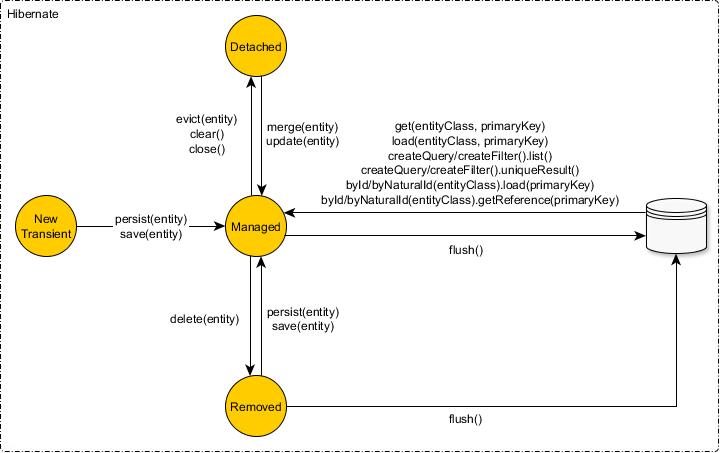 Hibernate
Detached
evict(entity)
clear()
close()
merge(entity)
update(entity)
get(entityClass, primaryKey)
load(entityClass, primaryKey)
createQuery/createFilter().list()
createQuery/createFilter().uniqueResult()
byId/byNaturalId(entityClass).load(primaryKey)
byId/byNaturalId(entityClass).getReference(primaryKey)
New
Transient
persist(entity)
save(entity)
Managed
flush()
delete(entity)
persist(entity)
save(entity)
Removed
flush()